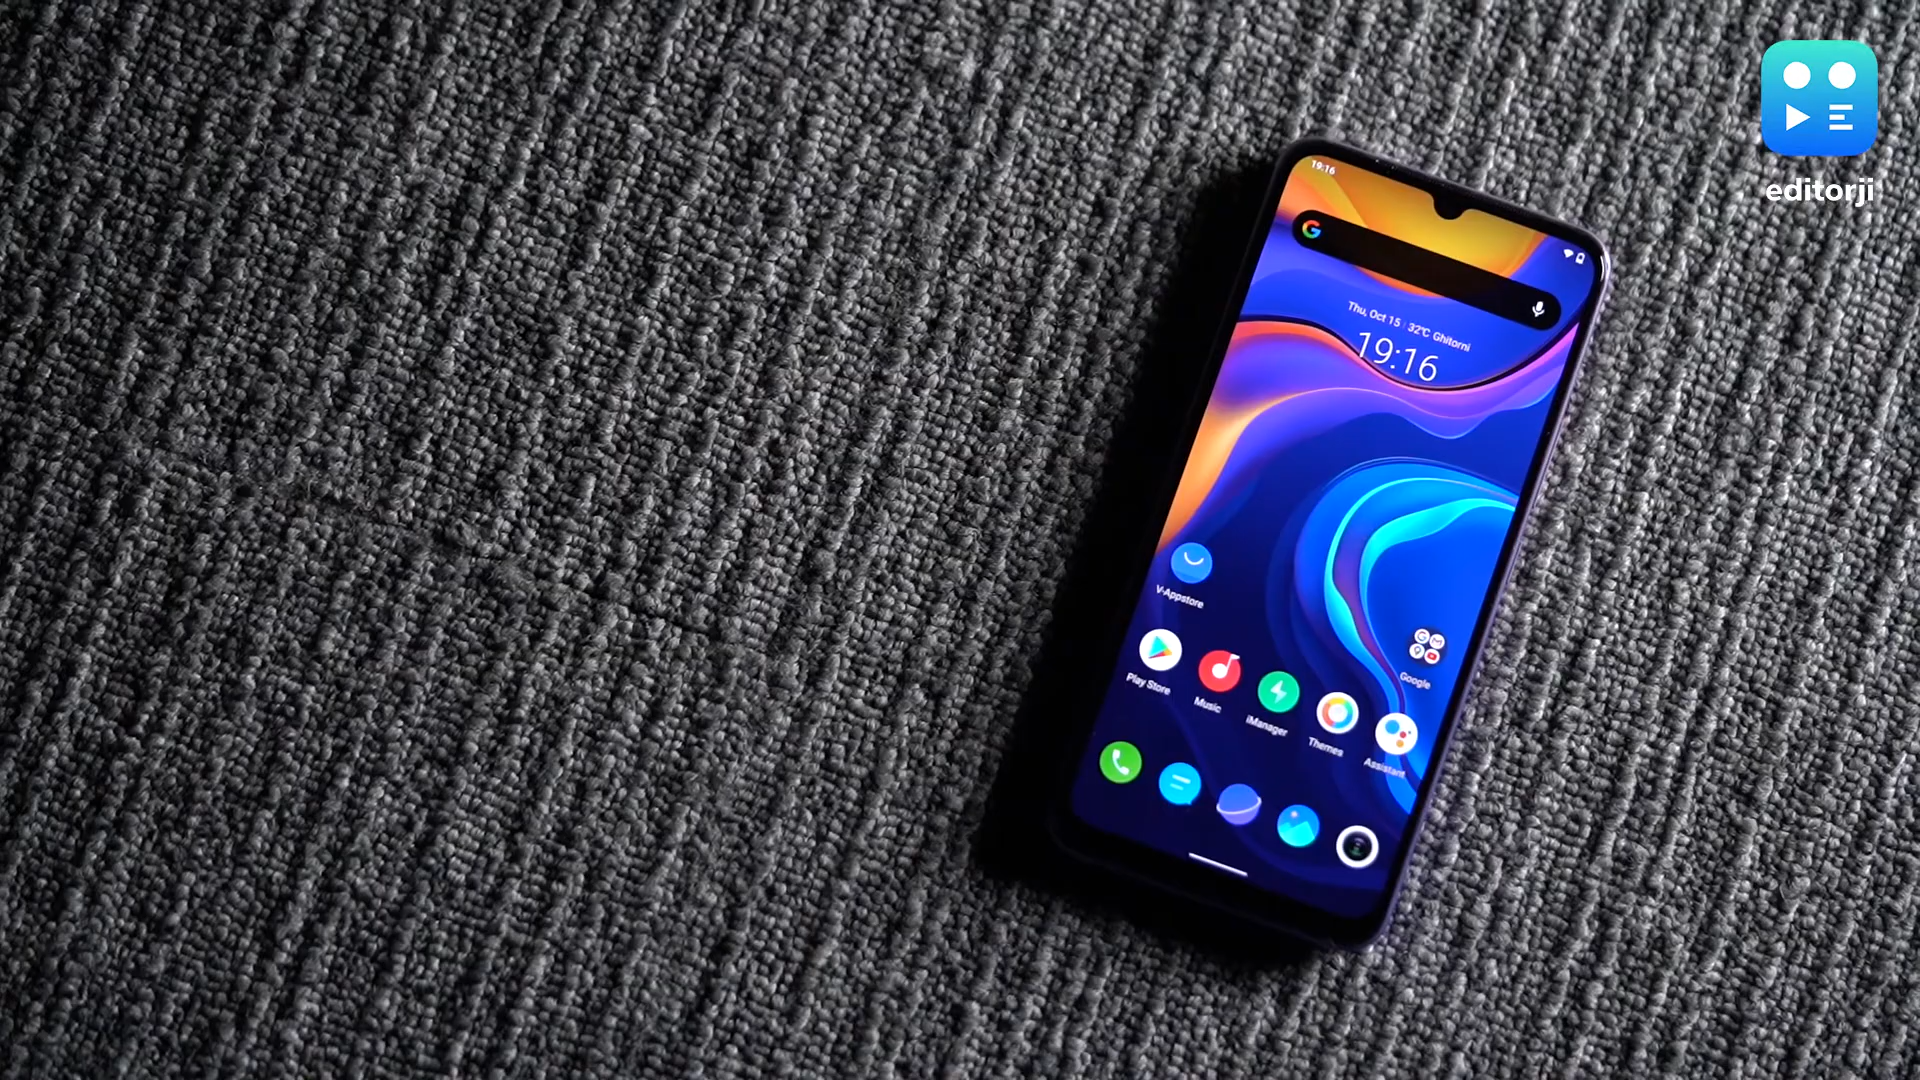 editorji
19:16
Thu, Oct 15 32°C Ghitorni
19:16
V-Appstore
Google
Play Store
Music
iManager
Themes
Assistant